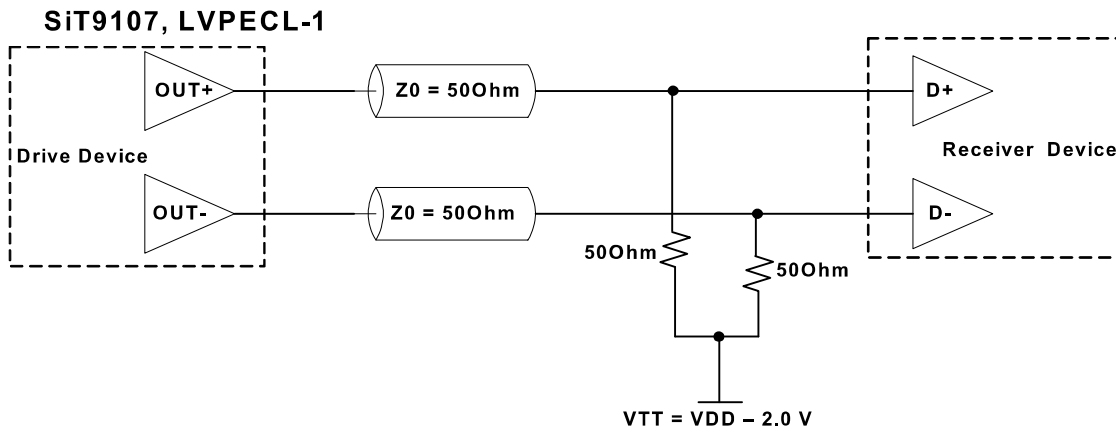 SiT9107, LVPECL-1
OUT+
Z0 = 50Ohm
D+
Drive Device
Receiver Device
OUT-
Z0 = 50Ohm
D-
50Ohm
50Ohm
VTT = VDD – 2.0 V